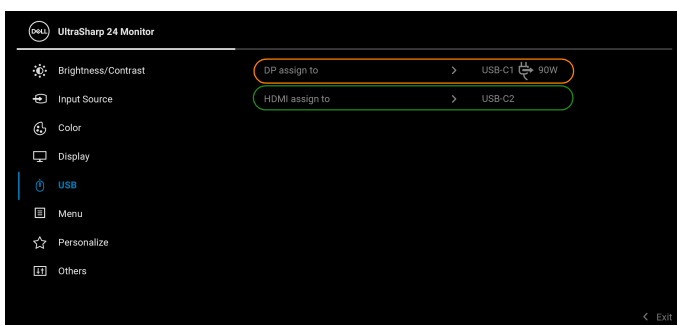 DELL UltraSharp 24 Monitor
Brightness/Contrast DP assign to > USB-C1 90W
Input Source HDMI assign to > USB-C2
Color
Display
USB
Menu
Personalize
Others
< Exit